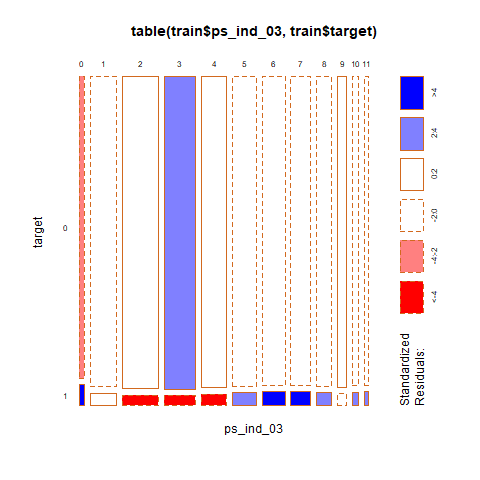 table(train$ps_ind_03, train$target)
0 1 2 3 4 5 6 7 8 9 10 11
target
0
1
ps_ind_03
Standardized
Residuals:
<-4
-4:-2
-2:0
0:2
2:4
>4